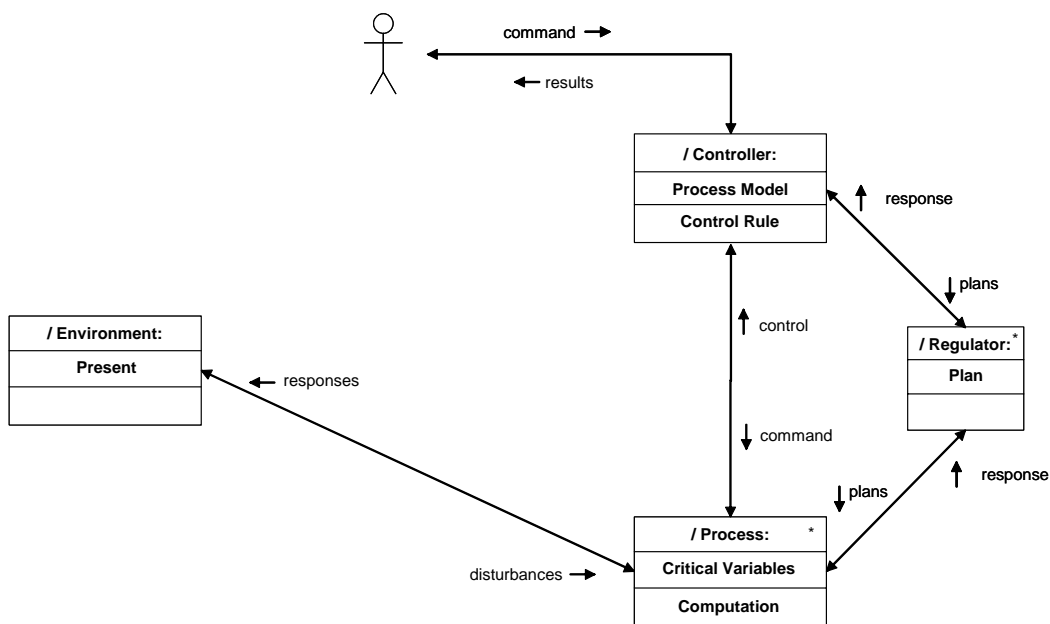 command
results
/ Controller:
Process Model
Control Rule
response
plans
control
/ Environment:
Present
/ Regulator:*
Plan
responses
command
response
plans
/ Process: *
Critical Variables
Computation
disturbances